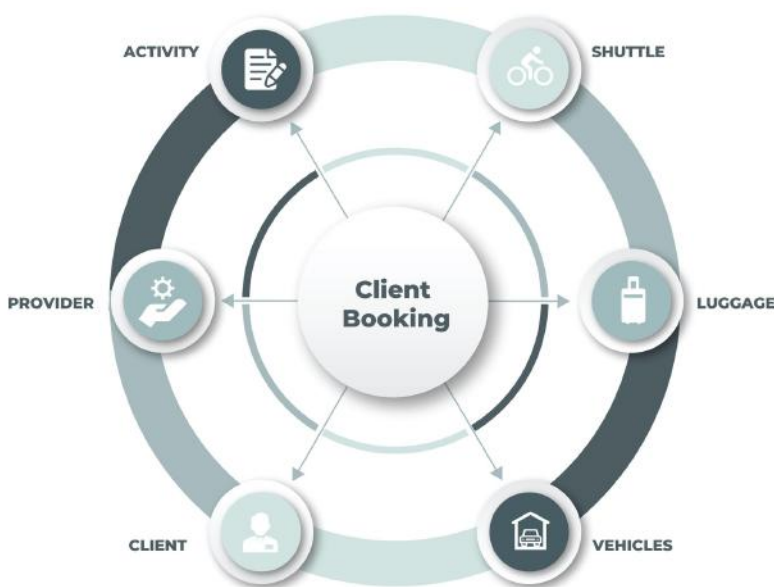 ACTIVITY
SHUTTLE
Client
Booking
PROVIDER
LUGGAGE
CLIENT
VEHICLES